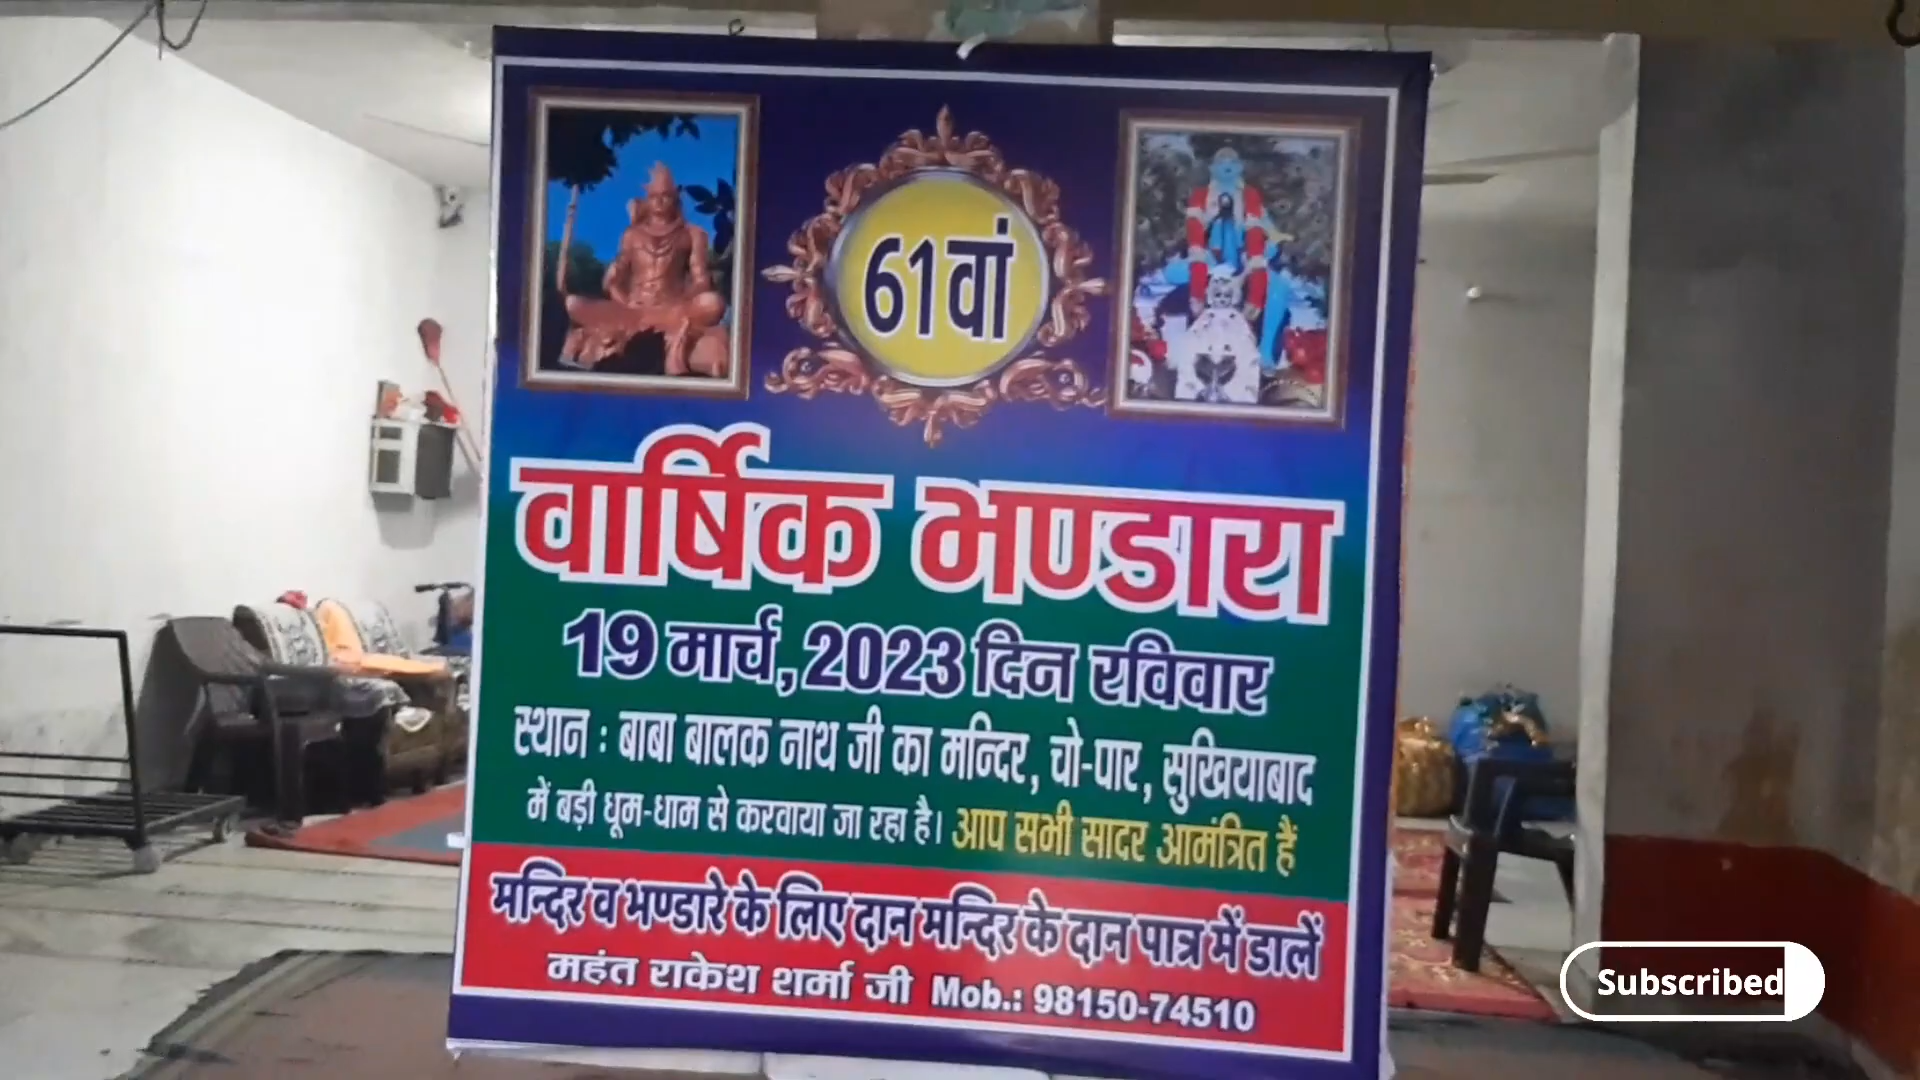 61वां
वार्षिक भण्डारा
19 मार्च, 2023 दिन रविवार
स्थान : बाबा बालक नाथ जी का मन्दिर, चो-पार, सुखियाबाद
में बड़ी धूम-धाम से करवाया जा रहा है। आप सभी सादर आमंत्रित हैं
मन्दिर व भण्डारे के लिए दान मन्दिर के दान पात्र में डालें
महंत राकेश शर्मा जी Mob.: 98150-74510
Subscribed